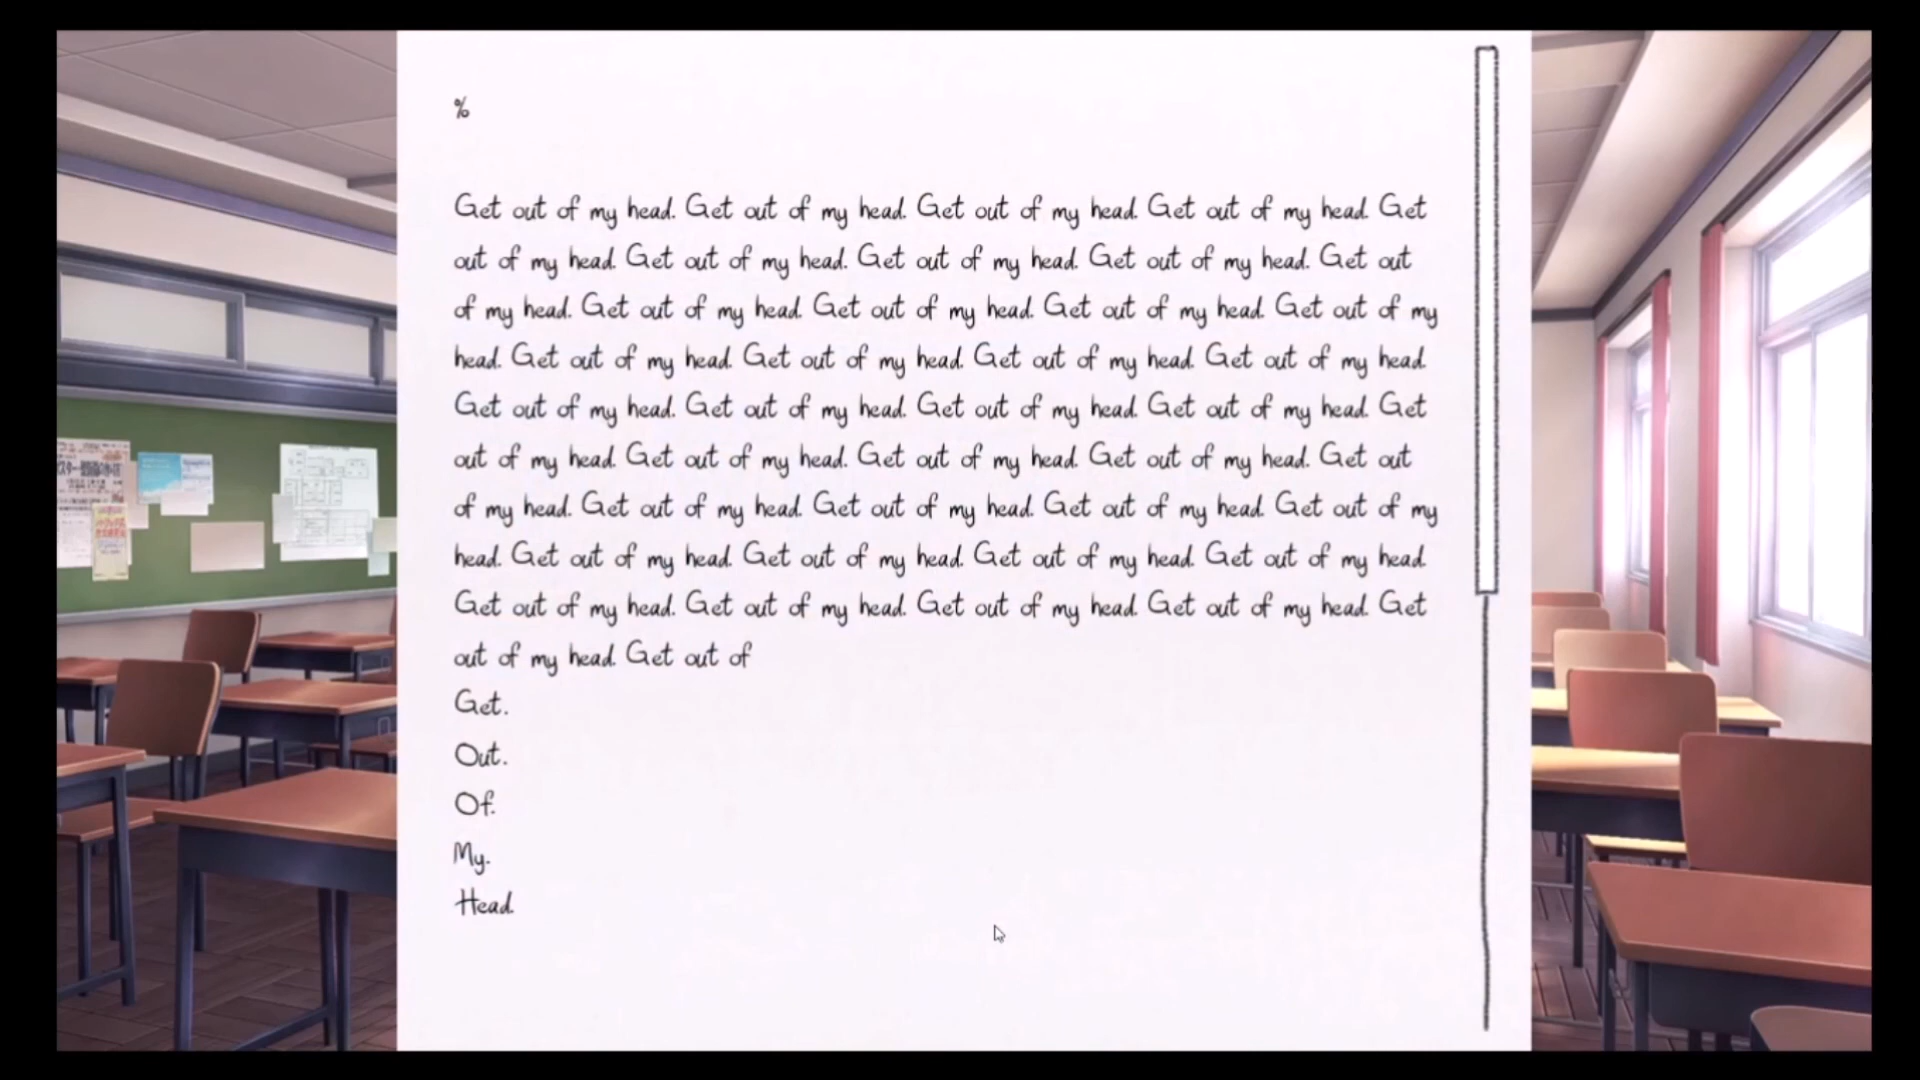 %
Get out of my head. Get out of my head. Get out of my head. Get out of my head. Get
out of my head. Get out of my head. Get out of my head. Get out of my head. Get out
of my head. Get out of my head. Get out of my head. Get out of my head. Get out of my
head. Get out of my head. Get out of my head. Get out of my head. Get out of my head.
Get out of my head. Get out of my head. Get out of my head. Get out of my head. Get
out of my head. Get out of my head. Get out of my head. Get out of my head. Get out
of my head. Get out of my head. Get out of my head. Get out of my head. Get out of my
head. Get out of my head. Get out of my head. Get out of my head. Get out of my head.
Get out of my head. Get out of my head. Get out of my head. Get out of my head. Get
out of my head. Get out of
Get.
Out.
Of.
My.
Head.